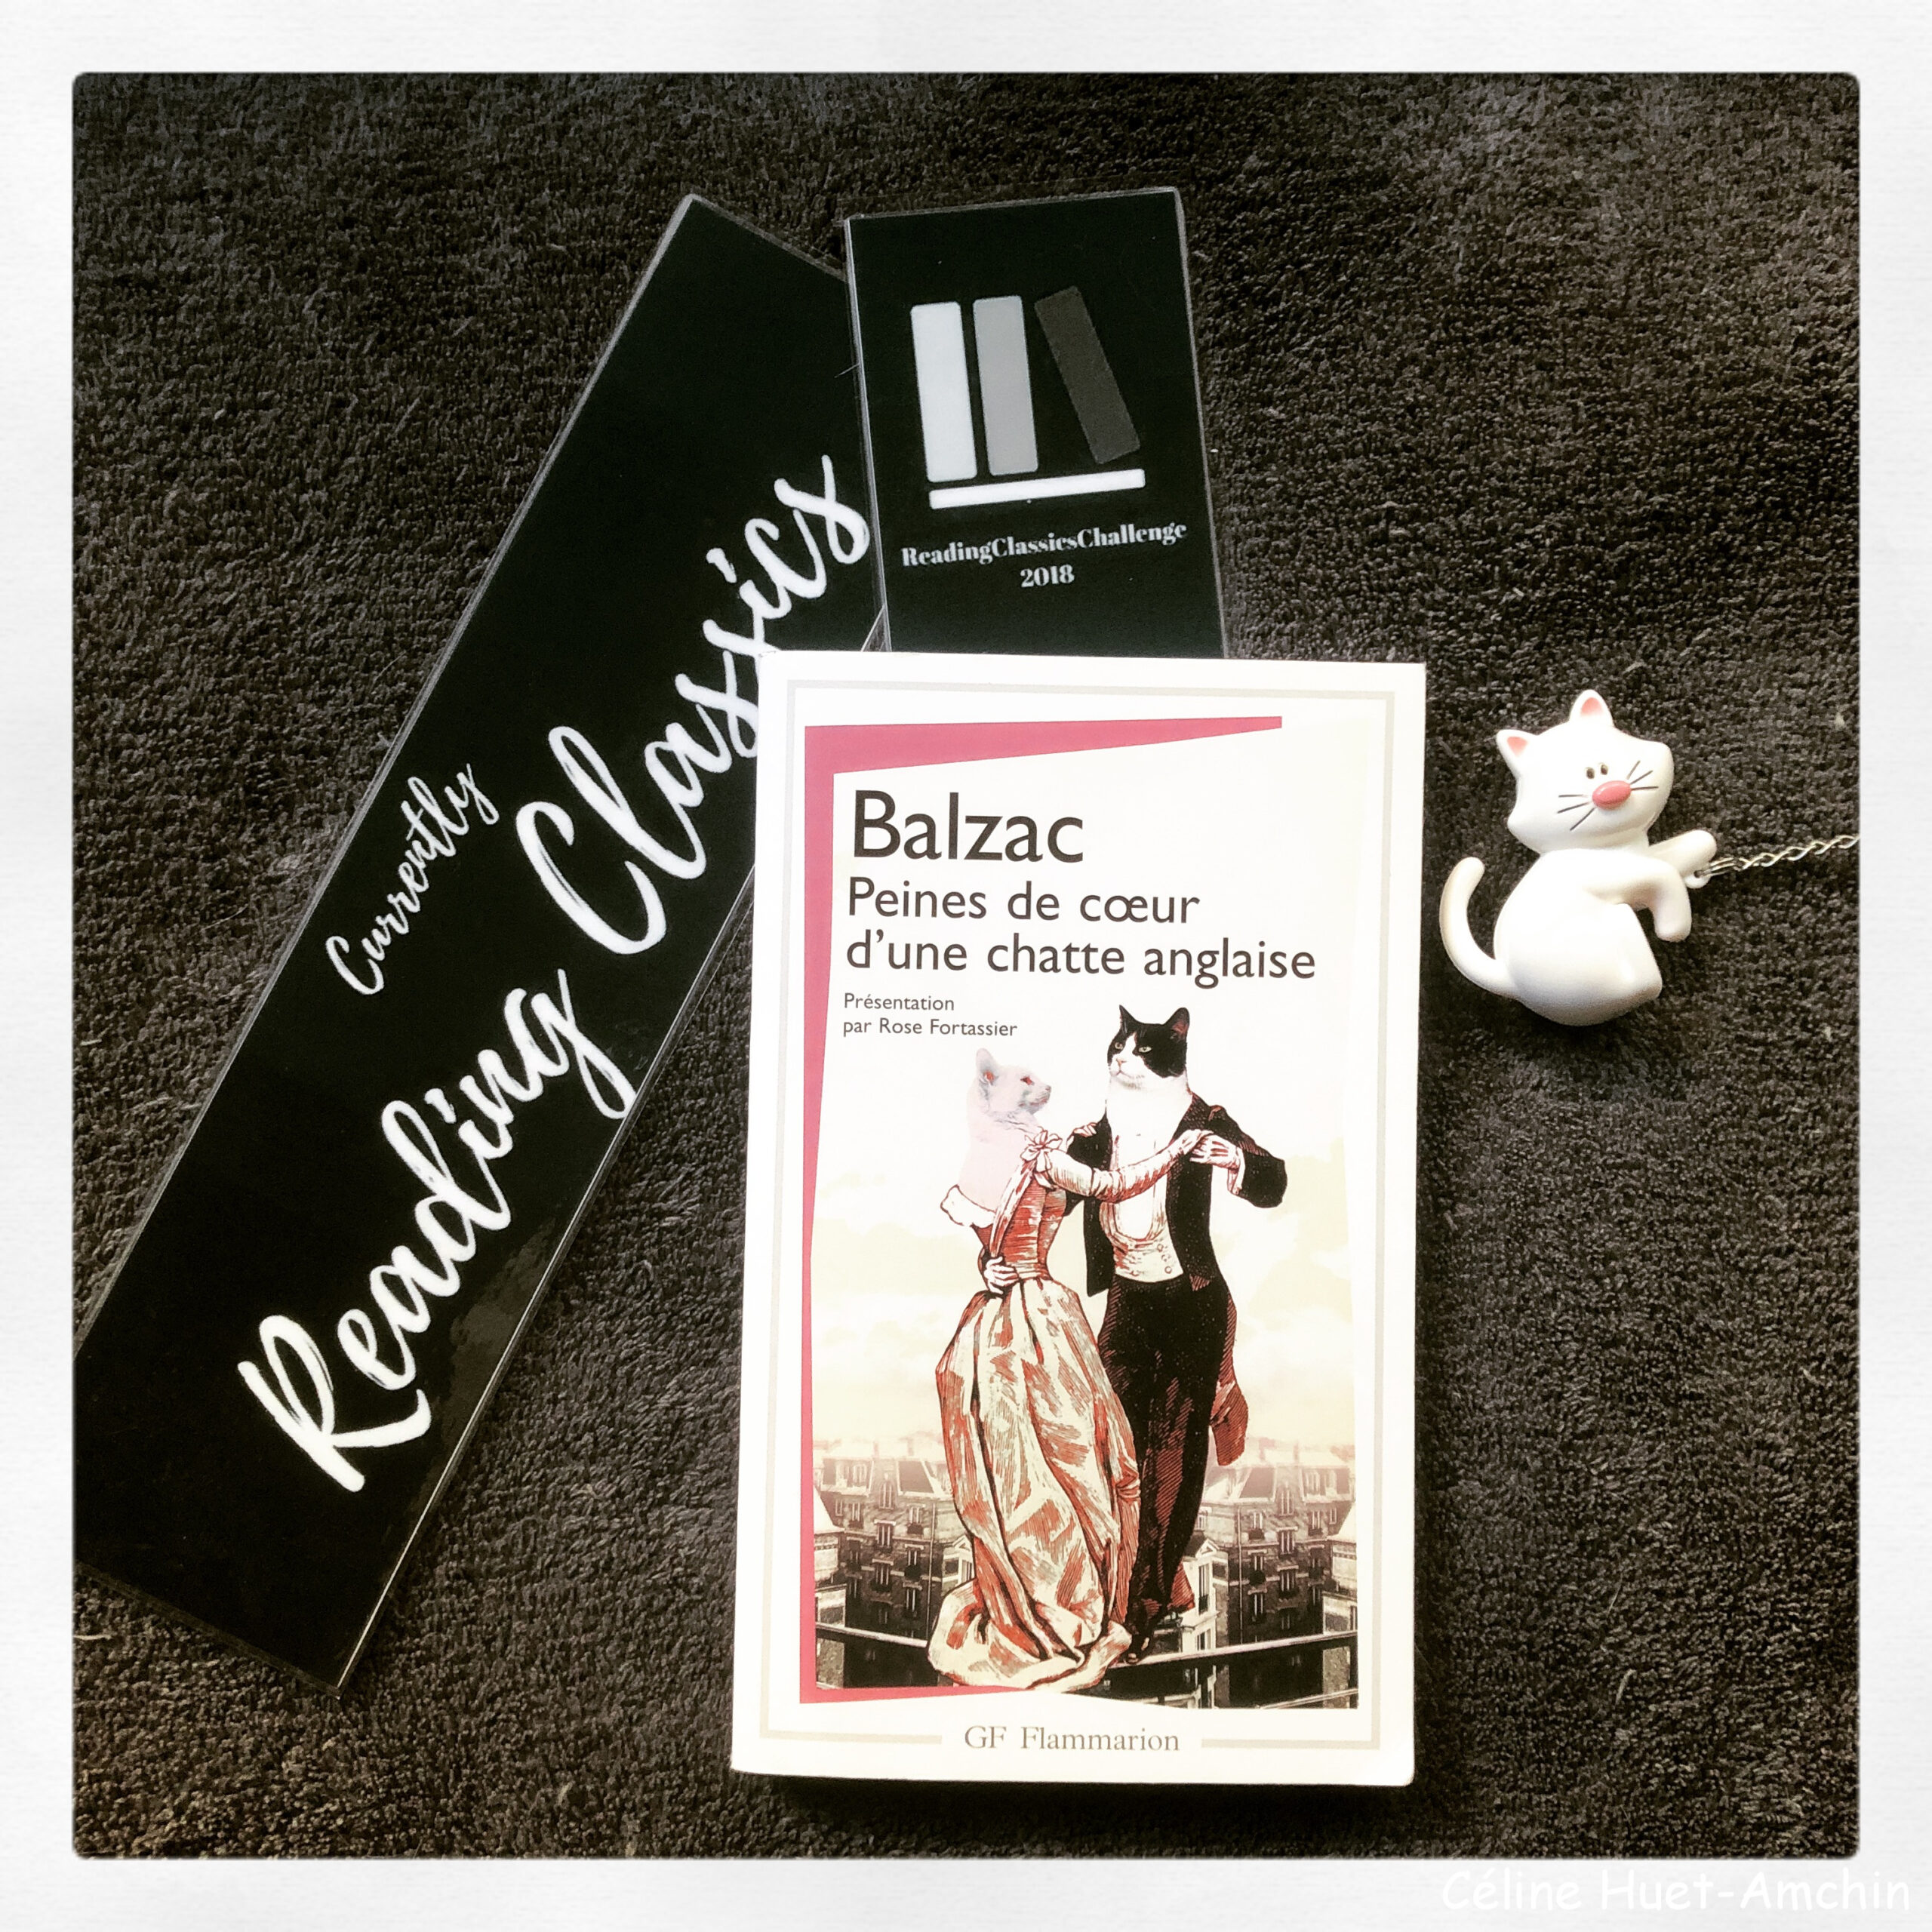 Currently
Reading Classics
ReadingClassicsChallenge
2018
Balzac
Peines de cœur
d'une chatte anglaise
Présentation
par Rose Fortassier
GF Flammarion
Céline Huet-Amchin